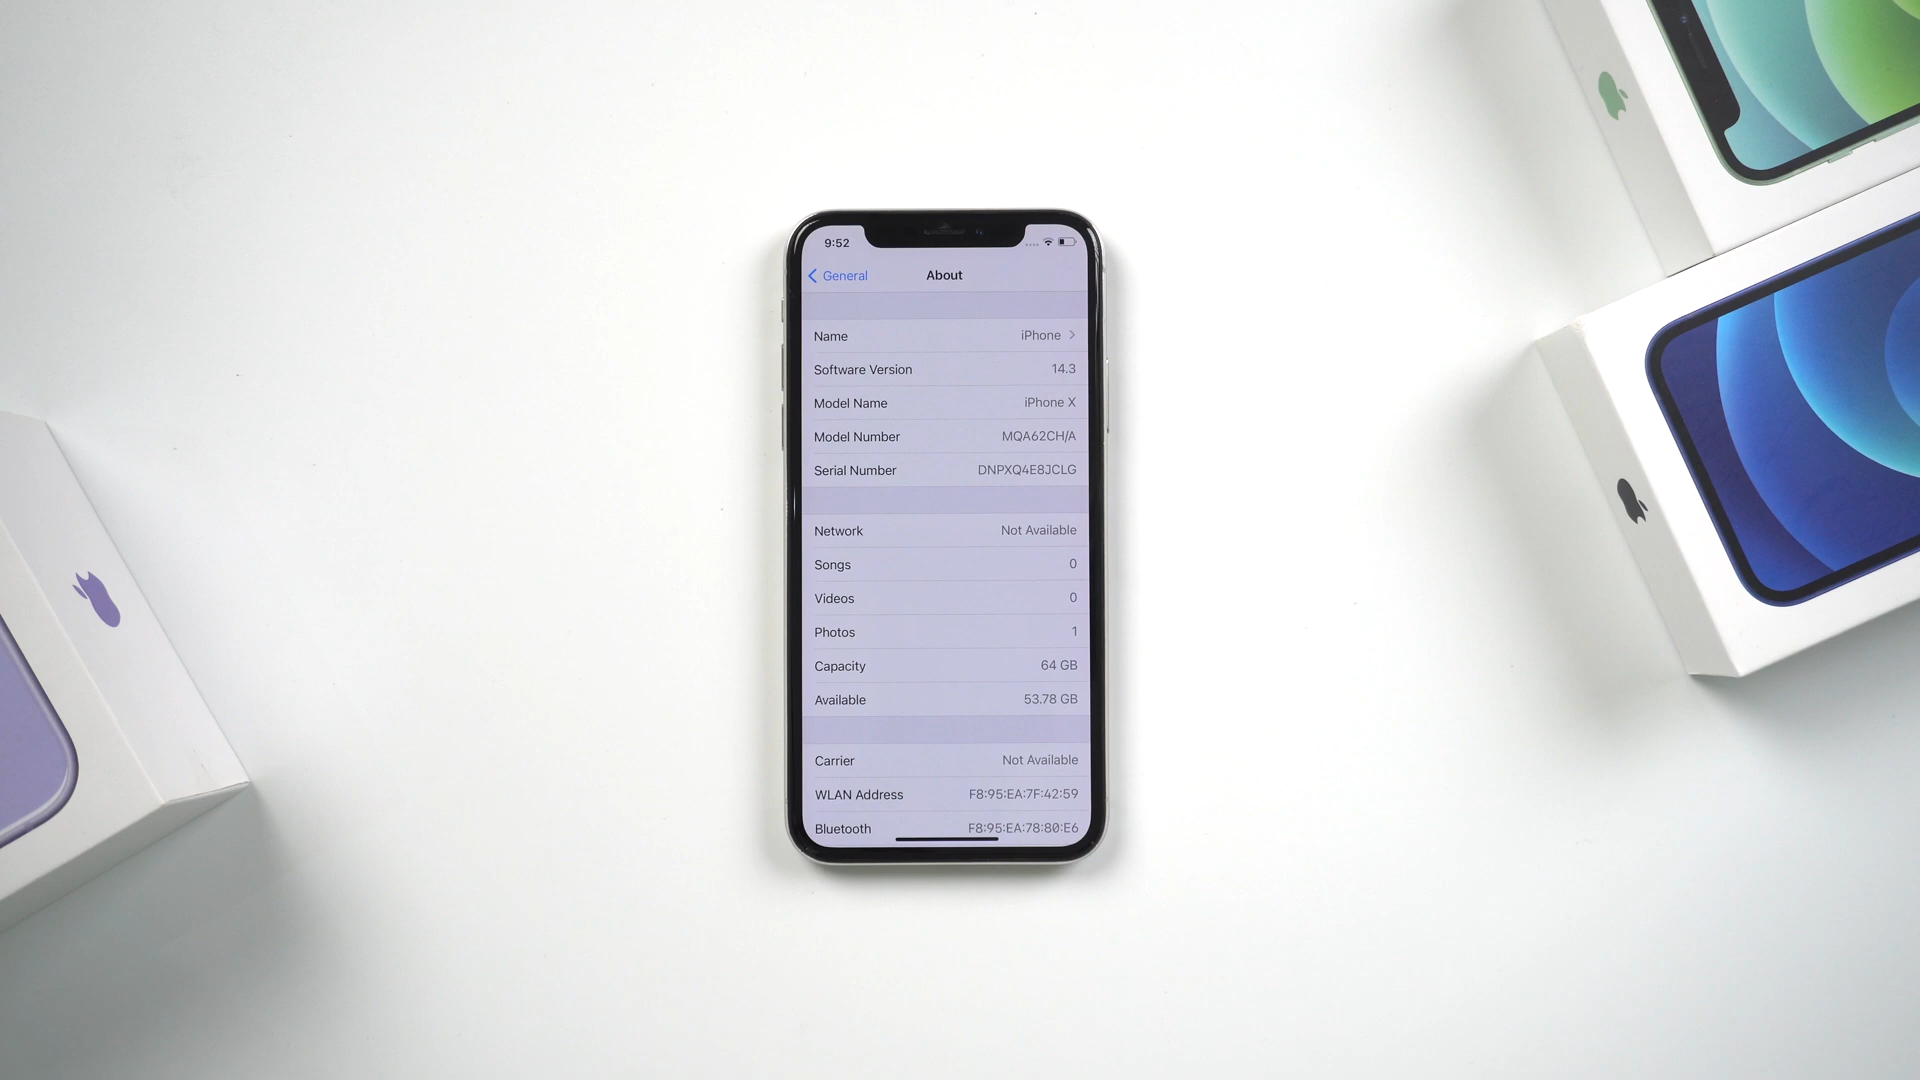 9:52
General About
Name iPhone
Software Version 14.3
Model Name iPhone X
Model Number MQA62CH/A
Serial Number DNPXQ4E8JCLG
Network Not Available
Songs 0
Videos 0
Photos 1
Capacity 64 GB
Available 53.78 GB
Carrier Not Available
WLAN Address F8:95:EA:7F:42:59
Bluetooth F8:95:EA:78:80:E6